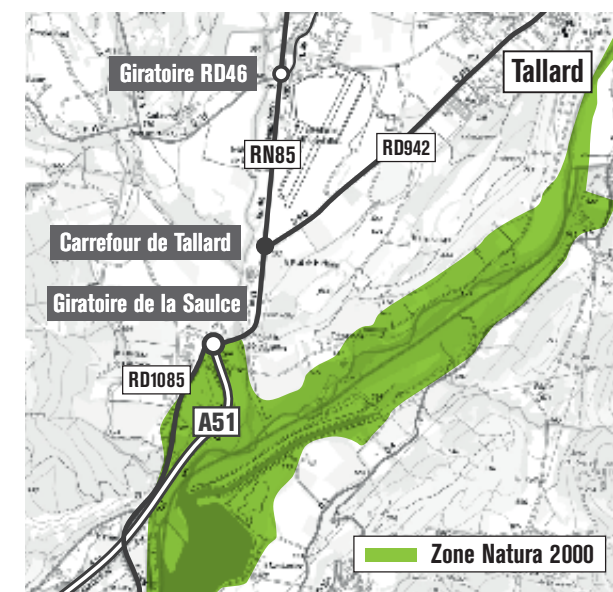 Giratoire RD46
Tallard
RN85
RD942
Carrefour de Tallard
Giratoire de la Saulce
RD1085
A51
Zone Natura 2000